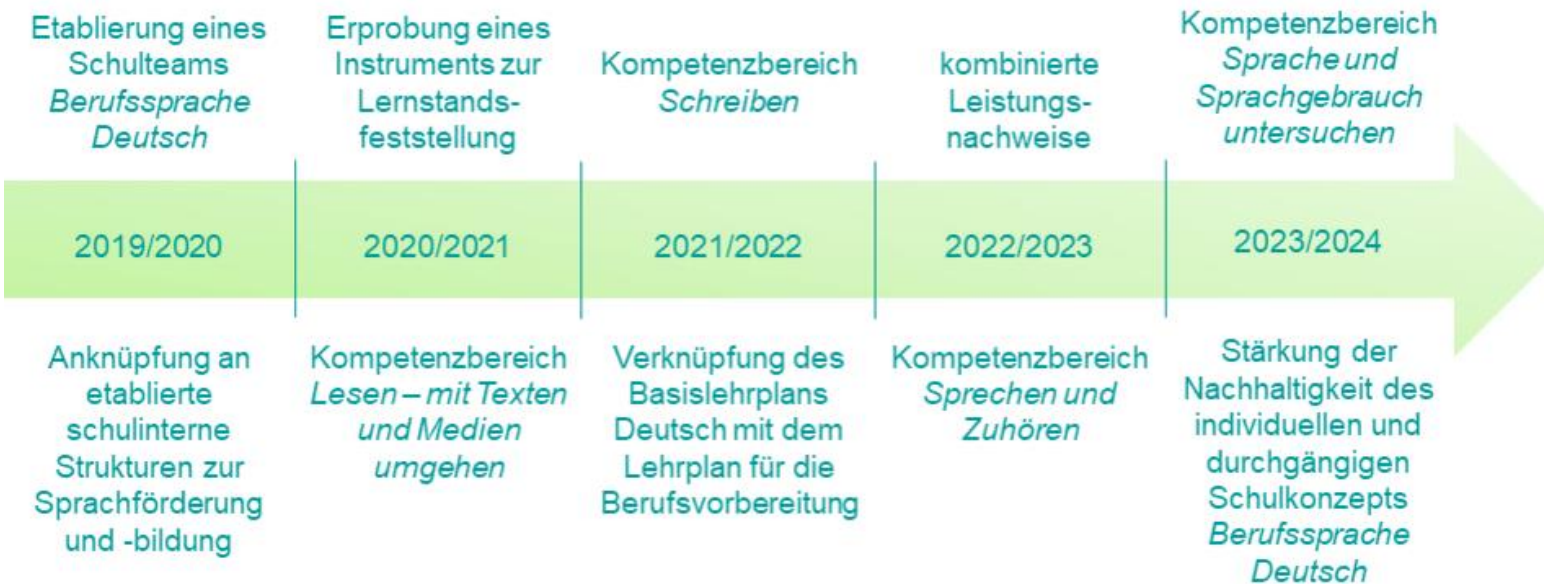 Etablierung eines
Schulteams
Berufssprache
Deutsch
Erprobung eines
Instruments zur
Lernstands-
feststellung
Kompetenzbereich
Schreiben
kombinierte
Leistungs-
nachweise
Kompetenzbereich
Sprache und
Sprachgebrauch
untersuchen
2019/2020
2020/2021
2021/2022
2022/2023
2023/2024
Anknüpfung an
etablierte
schulinterne
Strukturen zur
Sprachförderung
und -bildung
Kompetenzbereich
Lesen – mit Texten
und Medien
umgehen
Verknüpfung des
Basislehrplans
Deutsch mit dem
Lehrplan für die
Berufsvorbereitung
Kompetenzbereich
Sprechen und
Zuhören
Stärkung der
Nachhaltigkeit des
individuellen und
durchgängigen
Schulkonzepts
Berufssprache
Deutsch